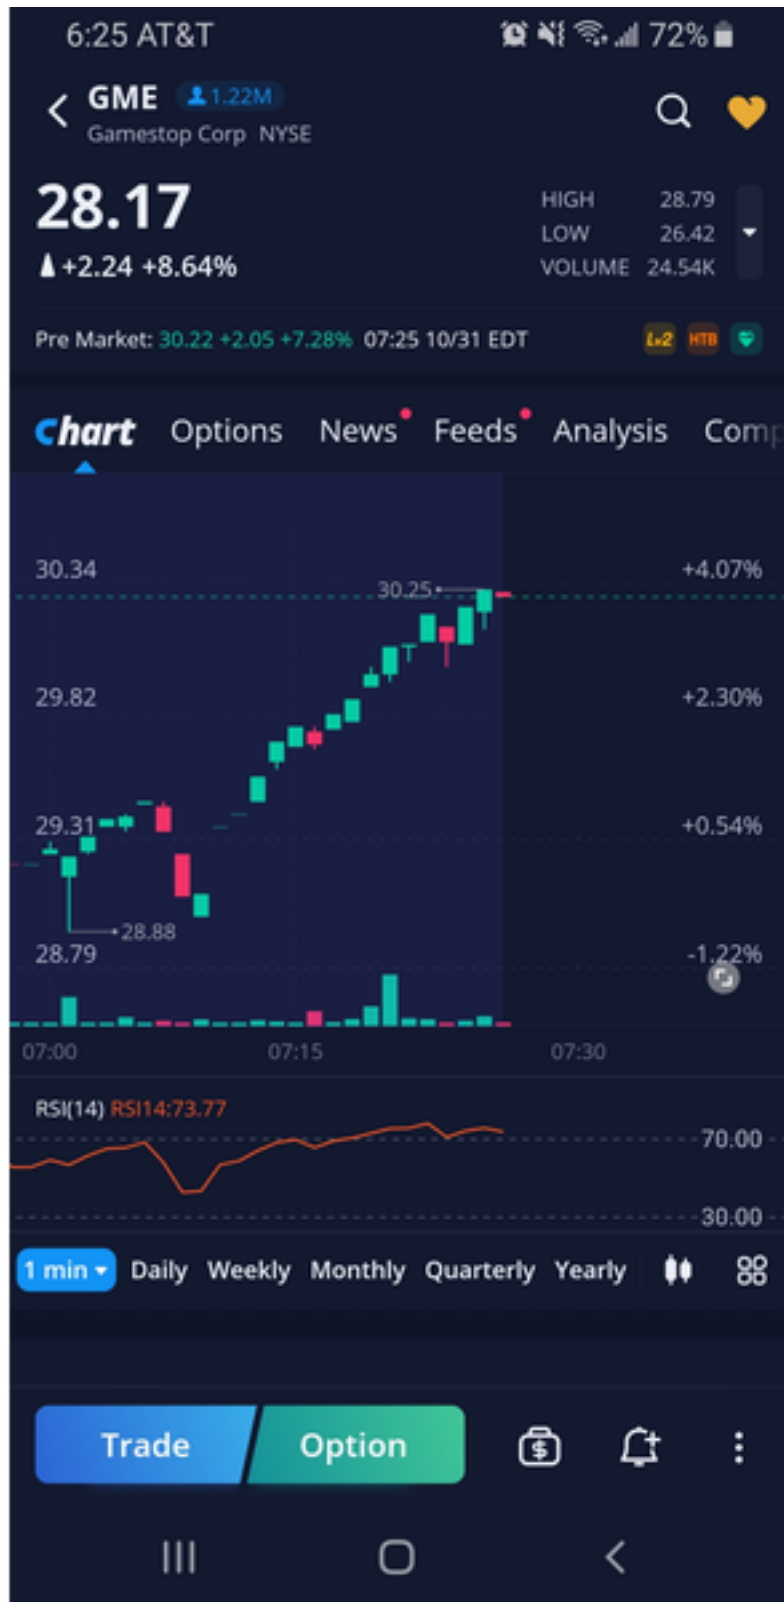 6:25 AT&T 72%
GME 1.22M
Gamestop Corp NYSE
28.17
+2.24 +8.64%
HIGH 28.79
LOW 26.42
VOLUME 24.54K
Pre Market: 30.22 +2.05 +7.28% 07:25 10/31 EDT
Lv2 HTB
Chart Options News Feeds Analysis Comp
30.34 +4.07%
30.25
29.82 +2.30%
29.31 +0.54%
28.88
28.79 -1.22%
07:00 07:15 07:30
RSI(14) RSI14:73.77
70.00
30.00
1 min Daily Weekly Monthly Quarterly Yearly
Trade Option